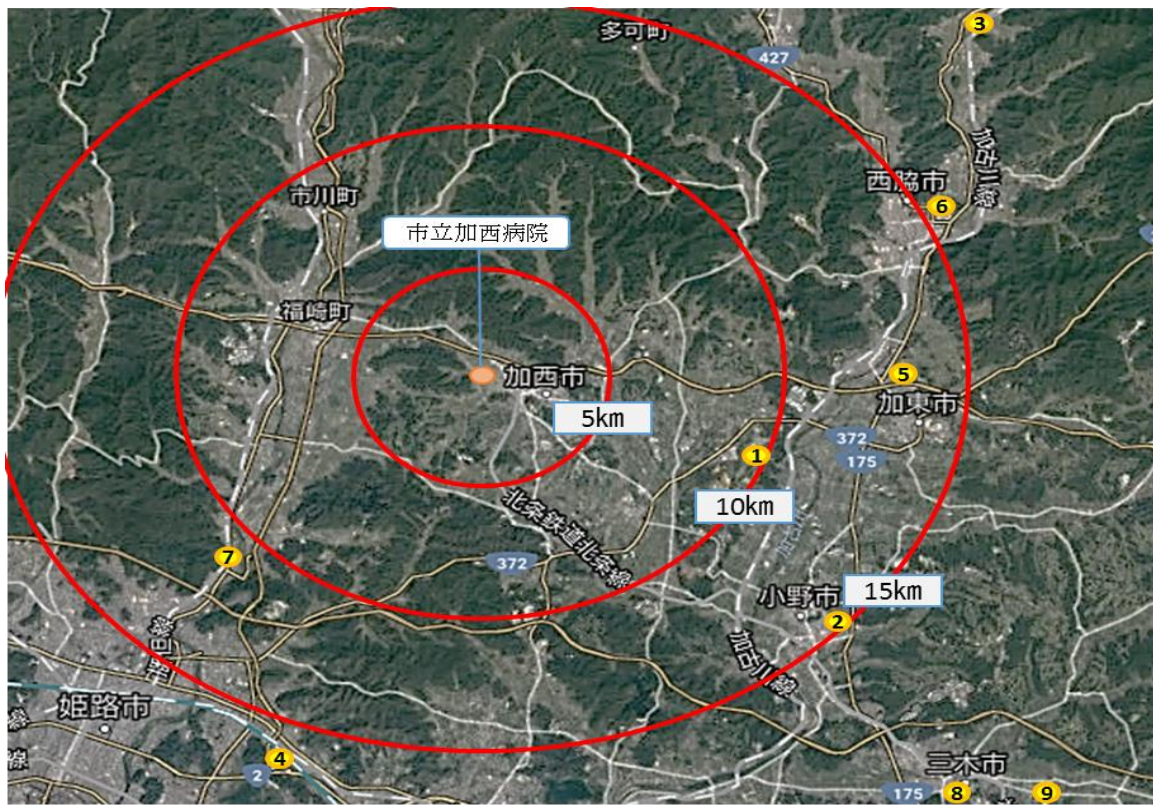 多可町
3
427
加古川線
市川町
西脇市
6
市立加西病院
福崎町
加西市
5
5km
加東市
372
175
1
10km
北条鉄道北条線
7
372
15km
小野市
2
加古川線
姫路市
4
2
線
三木市
175
8
9